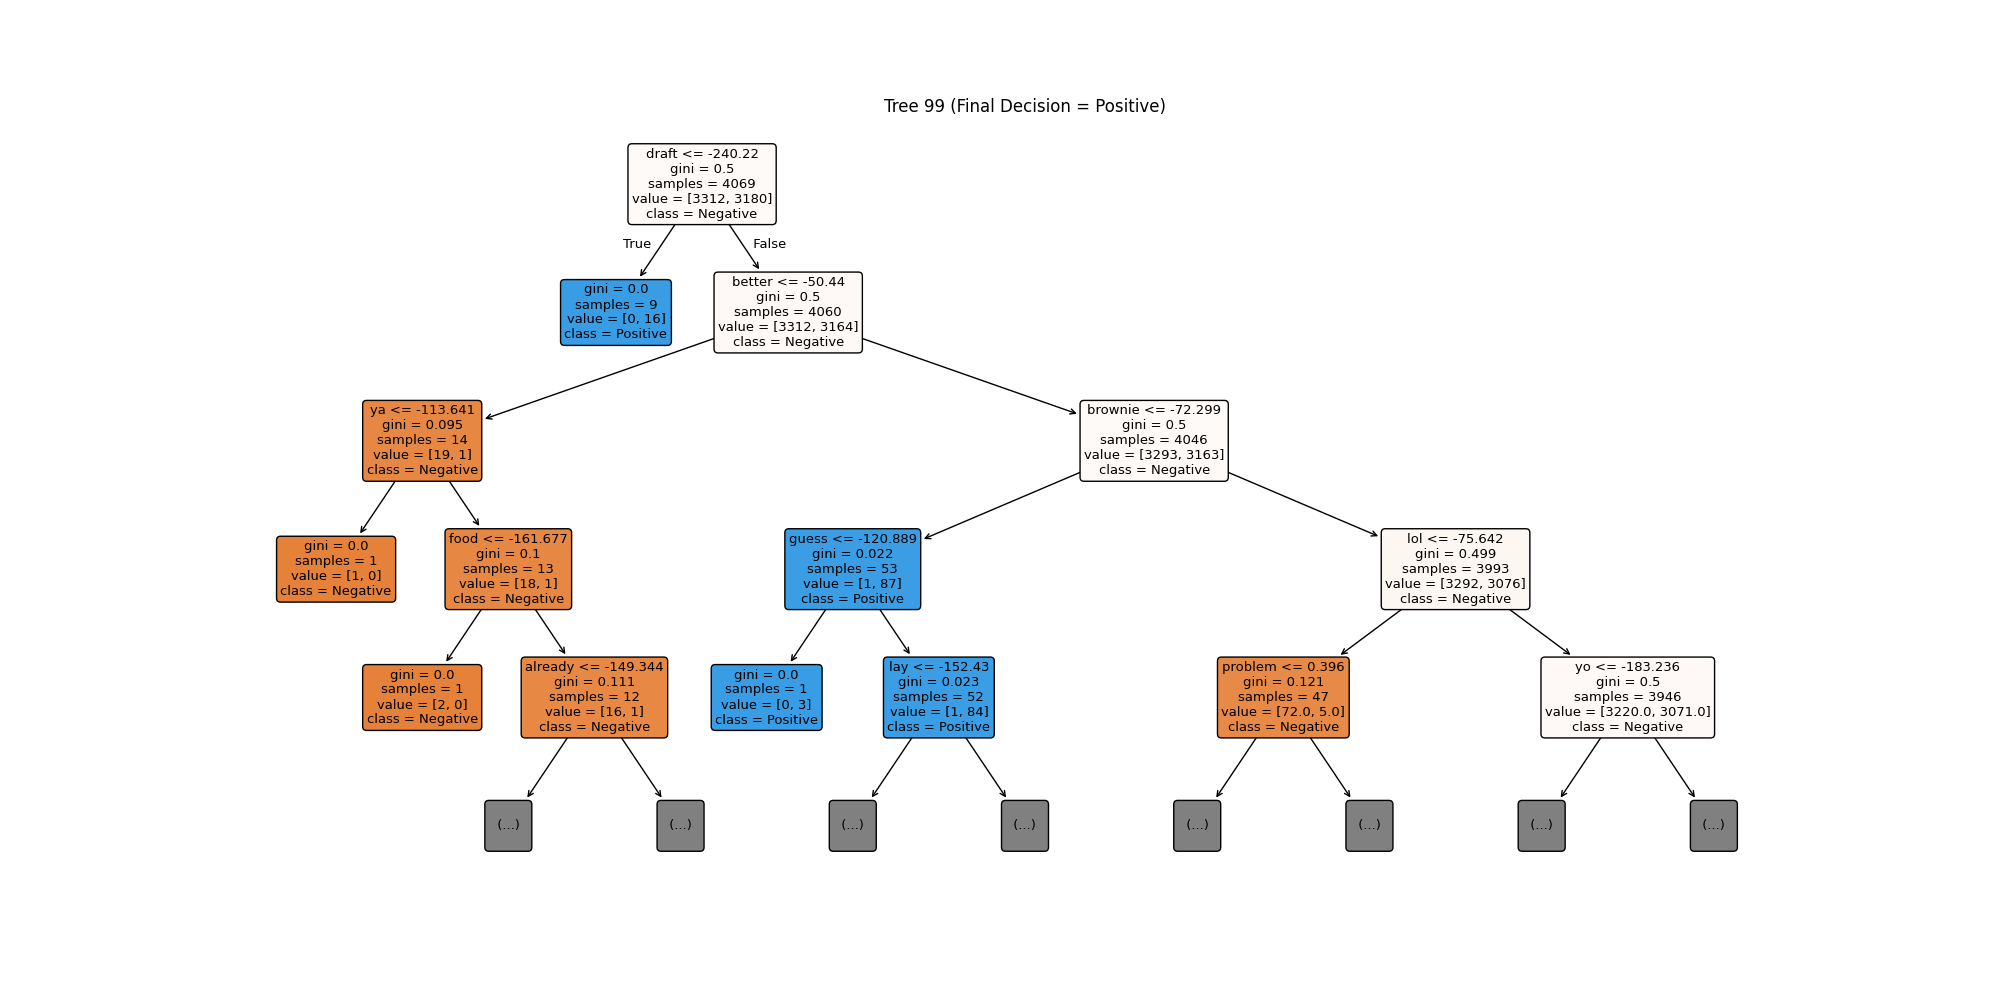 Tree 99 (Final Decision = Positive)
draft <= -240.22
gini = 0.5
samples = 4069
value = [3312, 3180]
class = Negative
True
False
gini = 0.0
samples = 9
value = [0, 16]
class = Positive
better <= -50.44
gini = 0.5
samples = 4060
value = [3312, 3164]
class = Negative
ya <= -113.641
gini = 0.095
samples = 14
value = [19, 1]
class = Negative
brownie <= -72.299
gini = 0.5
samples = 4046
value = [3293, 3163]
class = Negative
gini = 0.0
samples = 1
value = [1, 0]
class = Negative
food <= -161.677
gini = 0.1
samples = 13
value = [18, 1]
class = Negative
guess <= -120.889
gini = 0.022
samples = 53
value = [1, 87]
class = Positive
lol <= -75.642
gini = 0.499
samples = 3993
value = [3292, 3076]
class = Negative
gini = 0.0
samples = 1
value = [2, 0]
class = Negative
already <= -149.344
gini = 0.111
samples = 12
value = [16, 1]
class = Negative
gini = 0.0
samples = 1
value = [0, 3]
class = Positive
lay <= -152.43
gini = 0.023
samples = 52
value = [1, 84]
class = Positive
problem <= 0.396
gini = 0.121
samples = 47
value = [72.0, 5.0]
class = Negative
yo <= -183.236
gini = 0.5
samples = 3946
value = [3220.0, 3071.0]
class = Negative
(...)
(...)
(...)
(...)
(...)
(...)
(...)
(...)